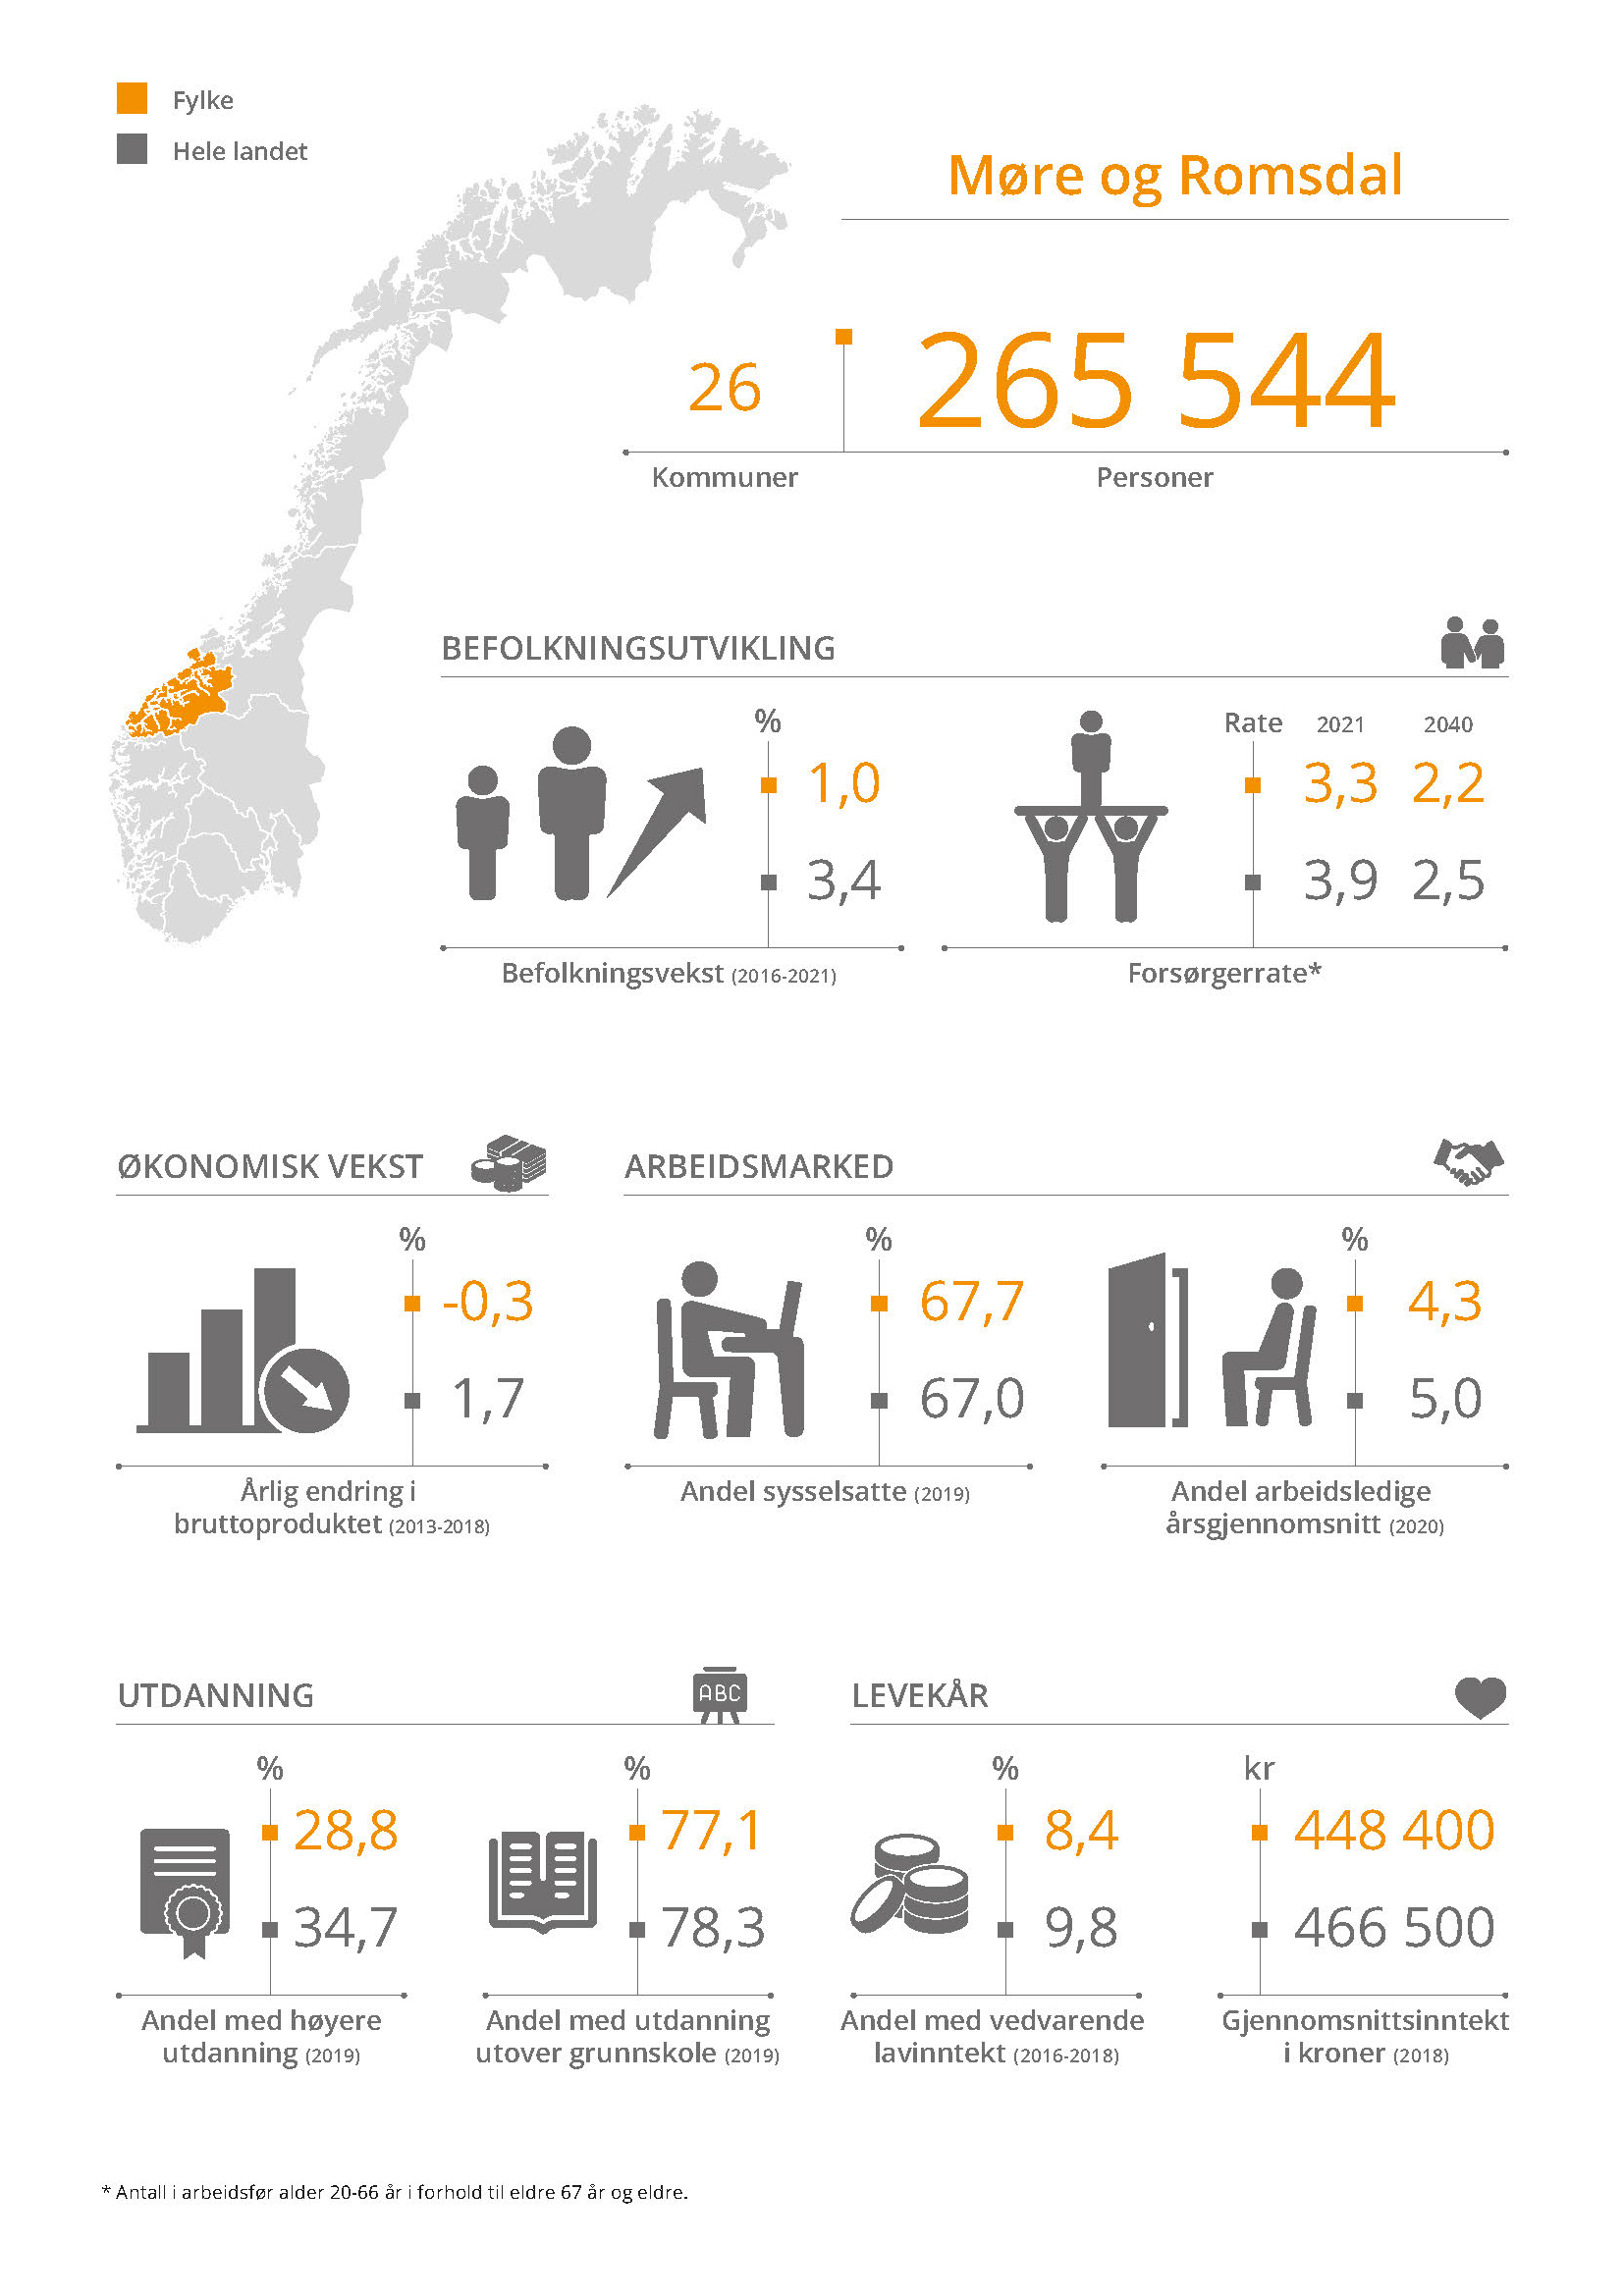 Fylke
Hele landet
Møre og Romsdal
26
265 544
Kommuner
Personer
BEFOLKNINGSUTVIKLING
%
1,0
3,4
Befolkningsvekst (2016-2021)
Rate 2021 2040
3,3 2,2
3,9 2,5
Forsørgerrate*
ØKONOMISK VEKST
%
-0,3
1,7
Årlig endring i
bruttoproduktet (2013-2018)
ARBEIDSMARKED
%
67,7
67,0
Andel sysselsatte (2019)
%
4,3
5,0
Andel arbeidsledige
årsgjennomsnitt (2020)
UTDANNING
ABC
%
28,8
34,7
Andel med høyere
utdanning (2019)
%
77,1
78,3
Andel med utdanning
utover grunnskole (2019)
LEVEKÅR
%
8,4
9,8
Andel med vedvarende
lavinntekt (2016-2018)
kr
448 400
466 500
Gjennomsnittsinntekt
i kroner (2018)
* Antall i arbeidsfør alder 20-66 år i forhold til eldre 67 år og eldre.